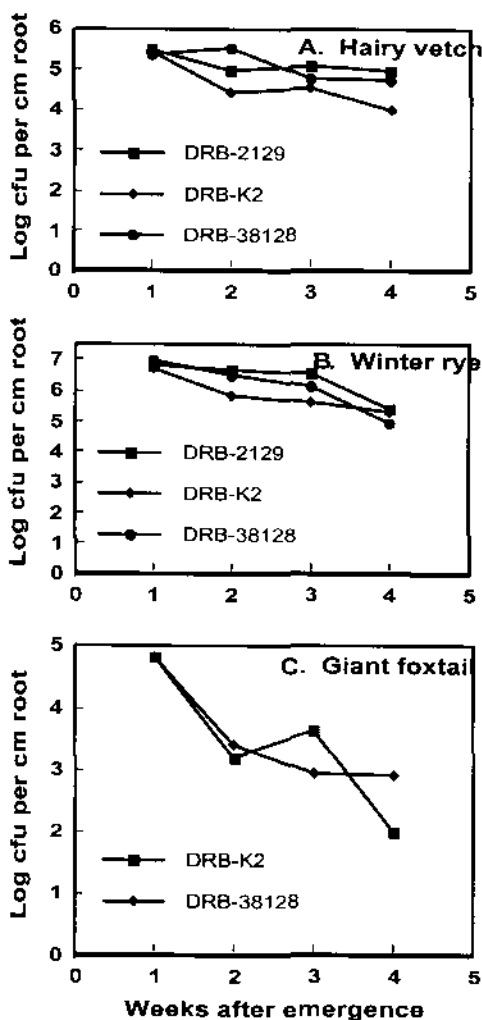 Log cfu per cm root
6
5
4
3
2
1
0
A. Hairy vetch
DRB-2129
DRB-K2
DRB-38128
0 1 2 3 4 5
Log cfu per cm root
7
6
5
4
3
2
1
0
B. Winter rye
DRB-2129
DRB-K2
DRB-38128
0 1 2 3 4 5
Log cfu per cm root
5
4
3
2
1
0
C. Giant foxtail
DRB-K2
DRB-38128
0 1 2 3 4 5
Weeks after emergence